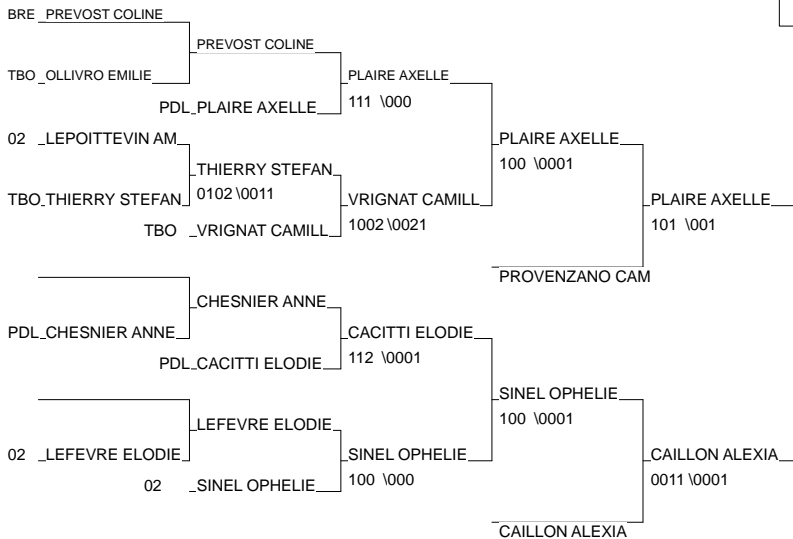 BRE PREVOST COLINE
PREVOST COLINE
TBO OLLIVRO EMILIE
PLAIRE AXELLE
111 \000
PDL PLAIRE AXELLE
02 LEPOITTEVIN AM
PLAIRE AXELLE
100 \0001
THIERRY STEFAN
0102 \0011
TBO THIERRY STEFAN
VRIGNAT CAMILL
1002 \0021
PLAIRE AXELLE
101 \001
TBO VRIGNAT CAMILL
PROVENZANO CAM
CHESNIER ANNE
PDL CHESNIER ANNE
CACITTI ELODIE
112 \0001
PDL CACITTI ELODIE
SINEL OPHELIE
100 \0001
LEFEVRE ELODIE
02 LEFEVRE ELODIE
SINEL OPHELIE
100 \000
CAILLON ALEXIA
0011 \0001
02 SINEL OPHELIE
CAILLON ALEXIA